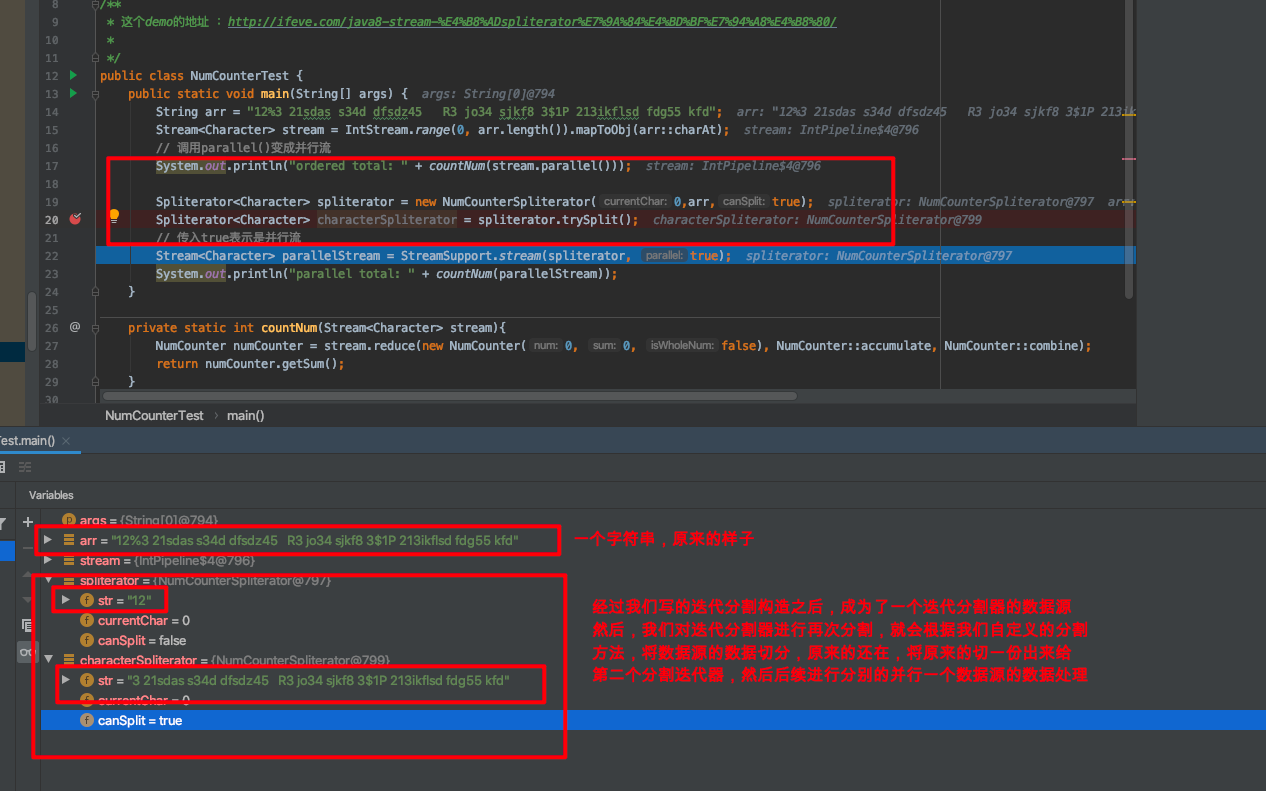 8 /**
9 * 这个demo的地址 : http://ifeve.com/java8-stream-%E4%B8%ADspliterator%E7%9A%84%E4%BD%BF%E7%94%A8%E4%B8%80/
10 *
11 */
12 public class NumCounterTest {
13 public static void main(String[] args) { args: String[0]@794
14 String arr = "12%3 21sdas s34d dfsdz45   R3 jo34 sjkf8 3$1P 213ikflsd fdg55 kfd"; arr: "12%3 21sdas s34d dfsdz45   R3 jo34 sjkf8 3$1P 213ik
15 Stream<Character> stream = IntStream.range(0, arr.length()).mapToObj(arr::charAt); stream: IntPipeline$4@796
16 // 调用parallel()变成并行流
17 System.out.println("ordered total: " + countNum(stream.parallel())); stream: IntPipeline$4@796
18
19 Spliterator<Character> spliterator = new NumCounterSpliterator( currentChar: 0,arr, canSplit: true); spliterator: NumCounterSpliterator@797 arr:
20 Spliterator<Character> characterSpliterator = spliterator.trySplit(); characterSpliterator: NumCounterSpliterator@799
21 // 传入true表示是并行流
22 Stream<Character> parallelStream = StreamSupport.stream(spliterator, parallel: true); spliterator: NumCounterSpliterator@797
23 System.out.println("parallel total: " + countNum(parallelStream));
24 }
25
26 @ private static int countNum(Stream<Character> stream){
27 NumCounter numCounter = stream.reduce(new NumCounter( num: 0, sum: 0, isWholeNum: false), NumCounter::accumulate, NumCounter::combine);
28 return numCounter.getSum();
29 }
30
NumCounterTest › main()
est.main() ×
Variables
args = {String[0]@794}
arr = "12%3 21sdas s34d dfsdz45   R3 jo34 sjkf8 3$1P 213ikflsd fdg55 kfd" 一个字符串，原来的样子
stream = {IntPipeline$4@796}
spliterator = {NumCounterSpliterator@797}
f str = "12"
f currentChar = 0
f canSplit = false
characterSpliterator = {NumCounterSpliterator@799}
f str = "3 21sdas s34d dfsdz45   R3 jo34 sjkf8 3$1P 213ikflsd fdg55 kfd"
f currentChar = 0
f canSplit = true
经过我们写的迭代分割构造之后，成为了一个迭代分割器的数据源
然后，我们对迭代分割器进行再次分割，就会根据我们自定义的分割
方法，将数据源的数据切分，原来的还在，将原来的切一份出来给
第二个分割迭代器，然后后续进行分别的并行一个数据源的数据处理